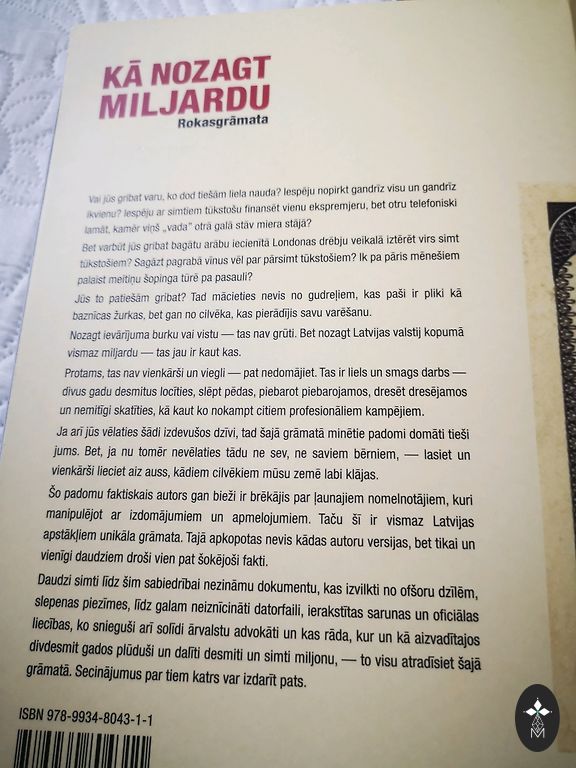 KĀ NOZAGT
MILJARDU
Rokasgrāmata
Vai jūs gribat varu, ko dod tiešām liela nauda? Iespēju nopirkt gandrīz visu un gandrīz
ikvienu? Iespēju ar simtiem tūkstošu finansēt vienu ekspremjeru, bet otru telefoniski
lamāt, kamēr viņš „vada” otrā galā stāv miera stājā?
Bet varbūt jūs gribat bagātu arābu iecienītā Londonas drēbju veikalā iztērēt virs simt
tūkstošiem? Sagāzt pagrabā vīnus vēl par pārsimt tūkstošiem? Ik pa pāris mēnešiem
palaist meitiņu šopinga tūrē pa pasauli?
Jūs to patiešām gribat? Tad mācieties nevis no gudreļiem, kas paši ir pliki kā
baznīcas žurkas, bet gan no cilvēka, kas pierādījis savu varēšanu.
Nozagt ievārījuma burku vai vistu — tas nav grūti. Bet nozagt Latvijas valstij kopumā
vismaz miljardu — tas jau ir kaut kas.
Protams, tas nav vienkārši un viegli — pat nedomājiet. Tas ir liels un smags darbs —
divus gadu desmitus locīties, slēpt pēdas, piebarot piebarojamos, dresēt dresējamos
un nemitīgi skatīties, kā kaut ko nokampt citiem profesionāliem kampējiem.
Ja arī jūs vēlaties šādi izdevušos dzīvi, tad šajā grāmatā minētie padomi domāti tieši
jums. Bet, ja nu tomēr nevēlaties tādu ne sev, ne saviem bērniem, — lasiet un
vienkārši lieciet aiz auss, kādiem cilvēkiem mūsu zemē labi klājas.
Šo padomu faktiskais autors gan bieži ir brēkājis par ļaunajiem nomelnotājiem, kuri
manipulējot ar izdomājumiem un apmelojumiem. Taču šī ir vismaz Latvijas
apstākļiem unikāla grāmata. Tajā apkopotas nevis kādas autoru versijas, bet tikai un
vienīgi daudziem droši vien pat šokējoši fakti.
Daudzi simti līdz šim sabiedrībai nezināmu dokumentu, kas izvilkti no ofšoru dzīlēm,
slepenas piezīmes, līdz galam neiznīcināti datorfaili, ierakstītas sarunas un oficiālas
liecības, ko snieguši arī solīdi ārvalstu advokāti un kas rāda, kur un kā aizvadītajos
divdesmit gados plūduši un dalīti desmiti un simti miljonu, — to visu atradīsiet šajā
grāmatā. Secinājumus par tiem katrs var izdarīt pats.
ISBN 978-9934-8043-1-1